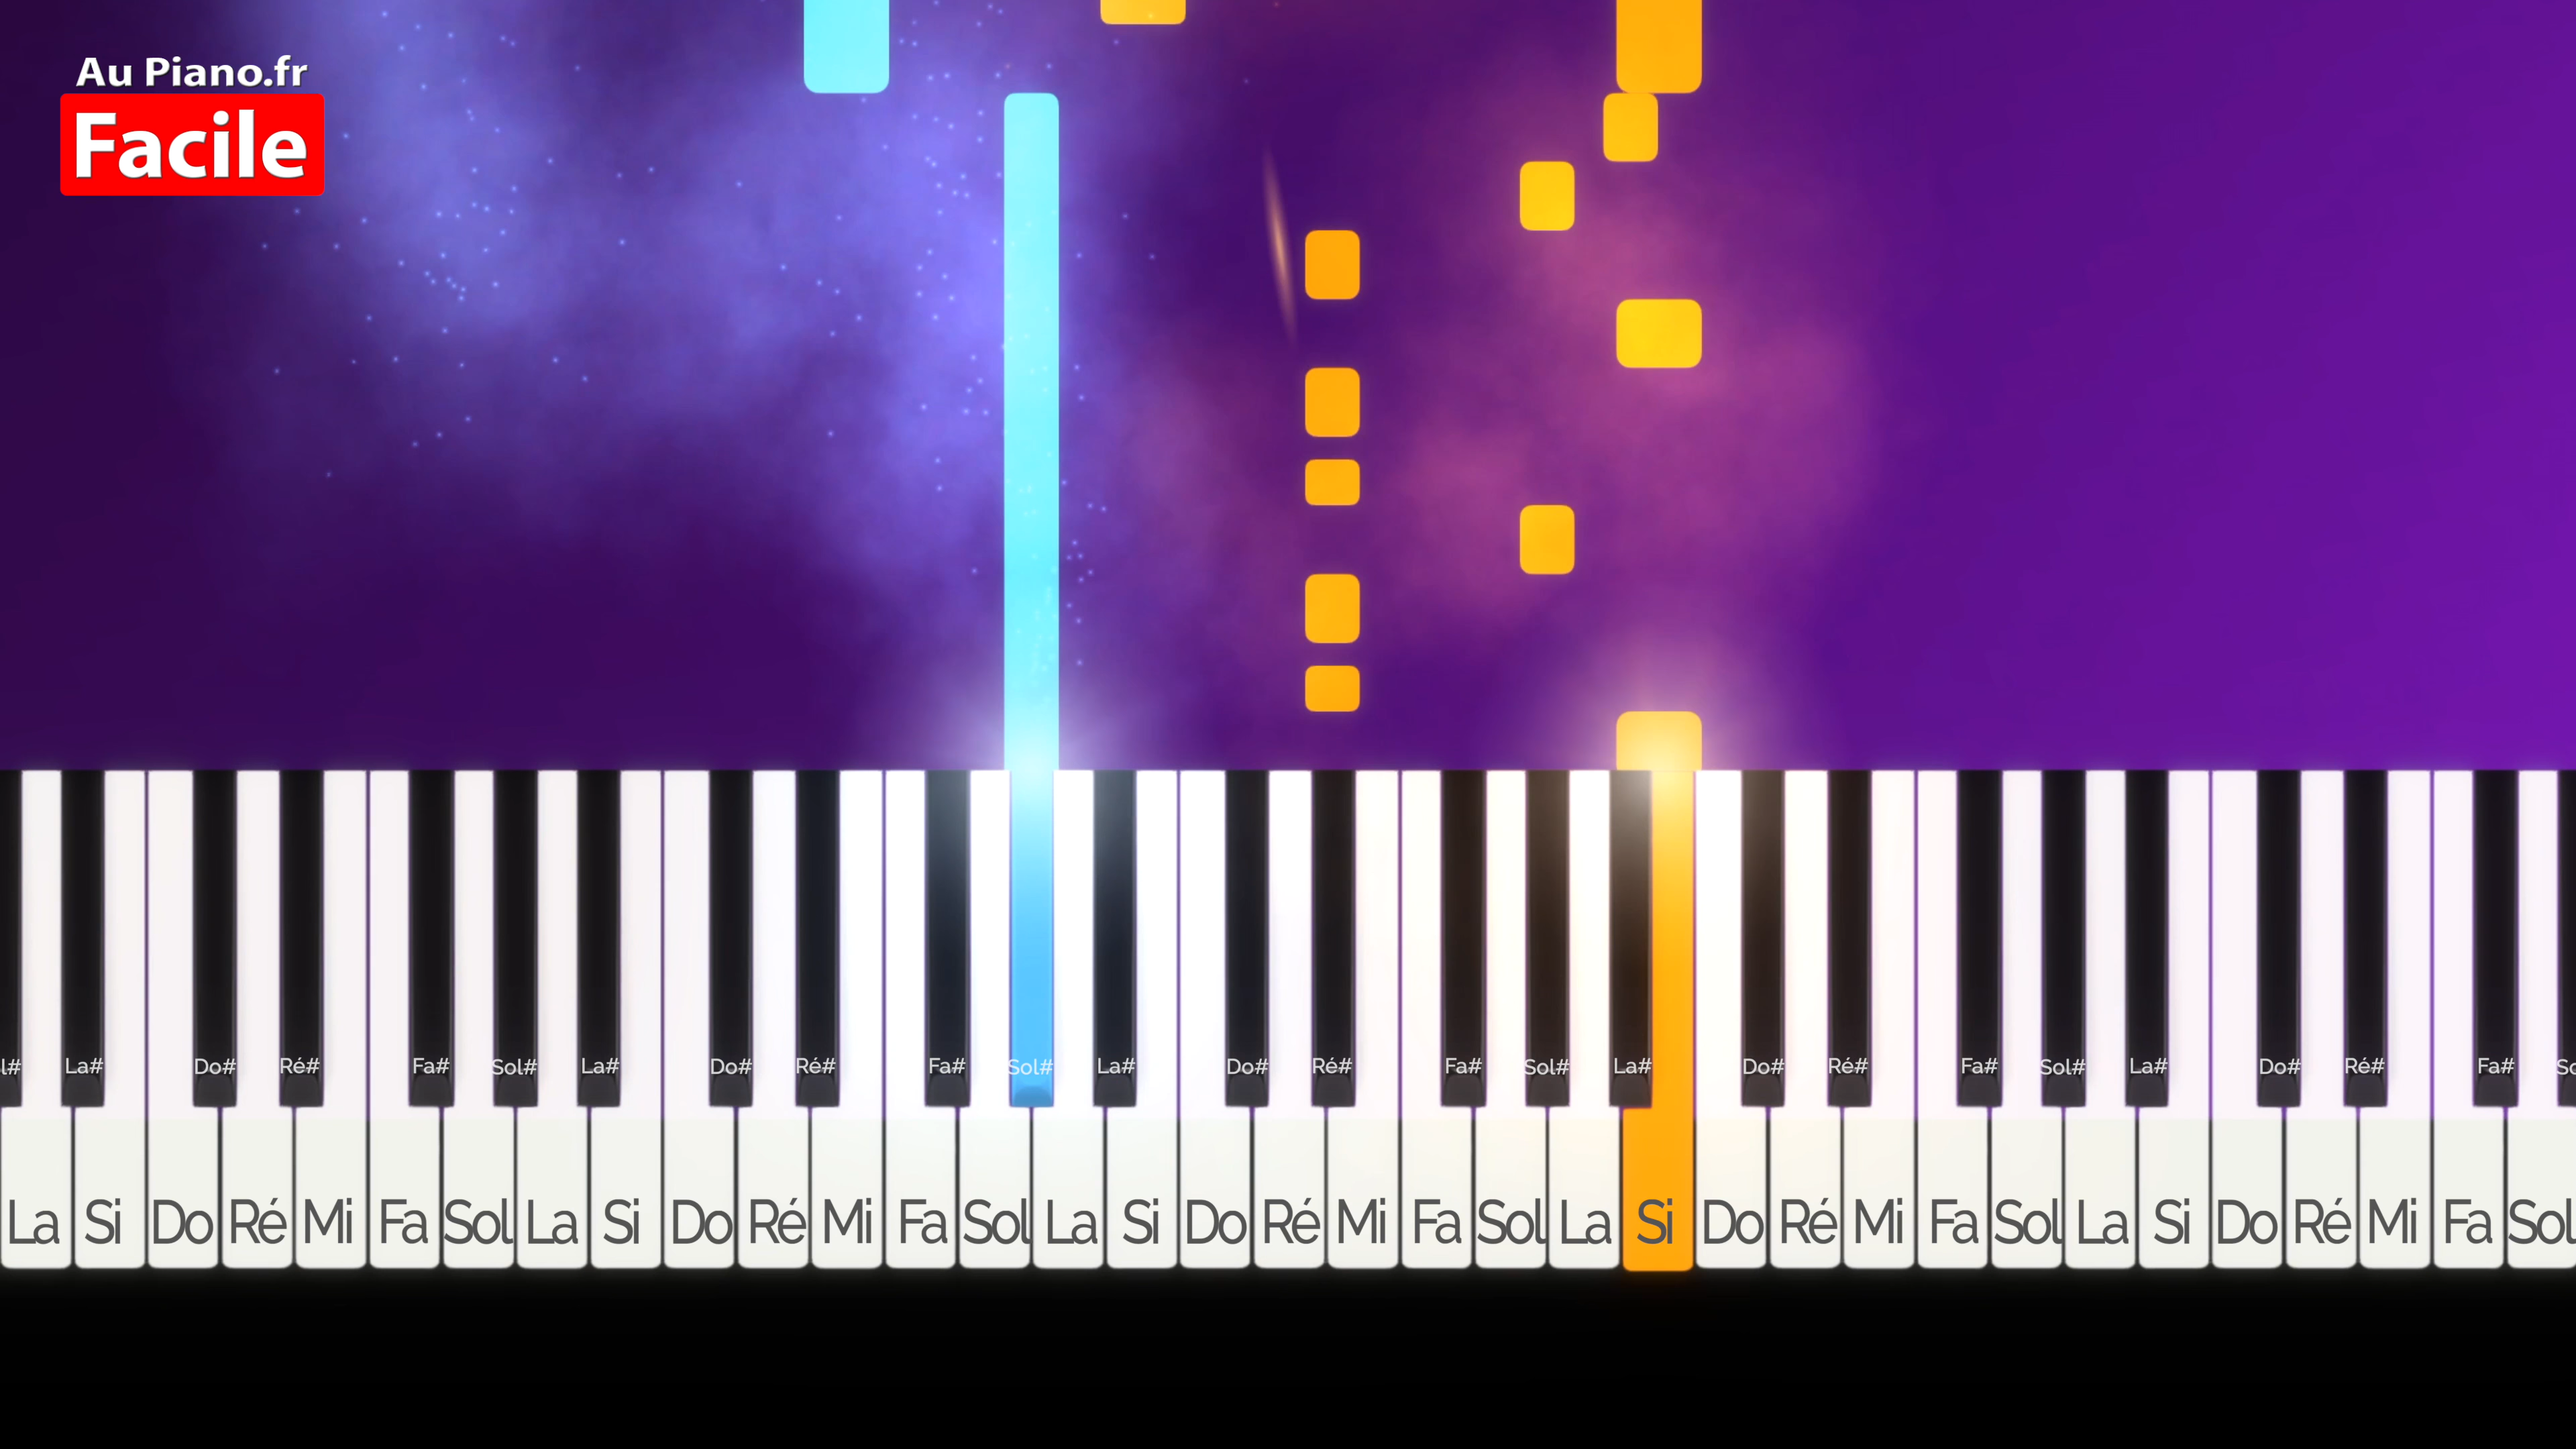 Au Piano.fr
Facile
l# La# Do# Ré# Fa# Sol# La# Do# Ré# Fa# Sol# La# Do# Ré# Fa# Sol# La# Do# Ré# Fa# Sol# La# Do# Ré# Fa# So
La Si Do Ré Mi Fa Sol La Si Do Ré Mi Fa Sol La Si Do Ré Mi Fa Sol La Si Do Ré Mi Fa Sol La Si Do Ré Mi Fa Sol